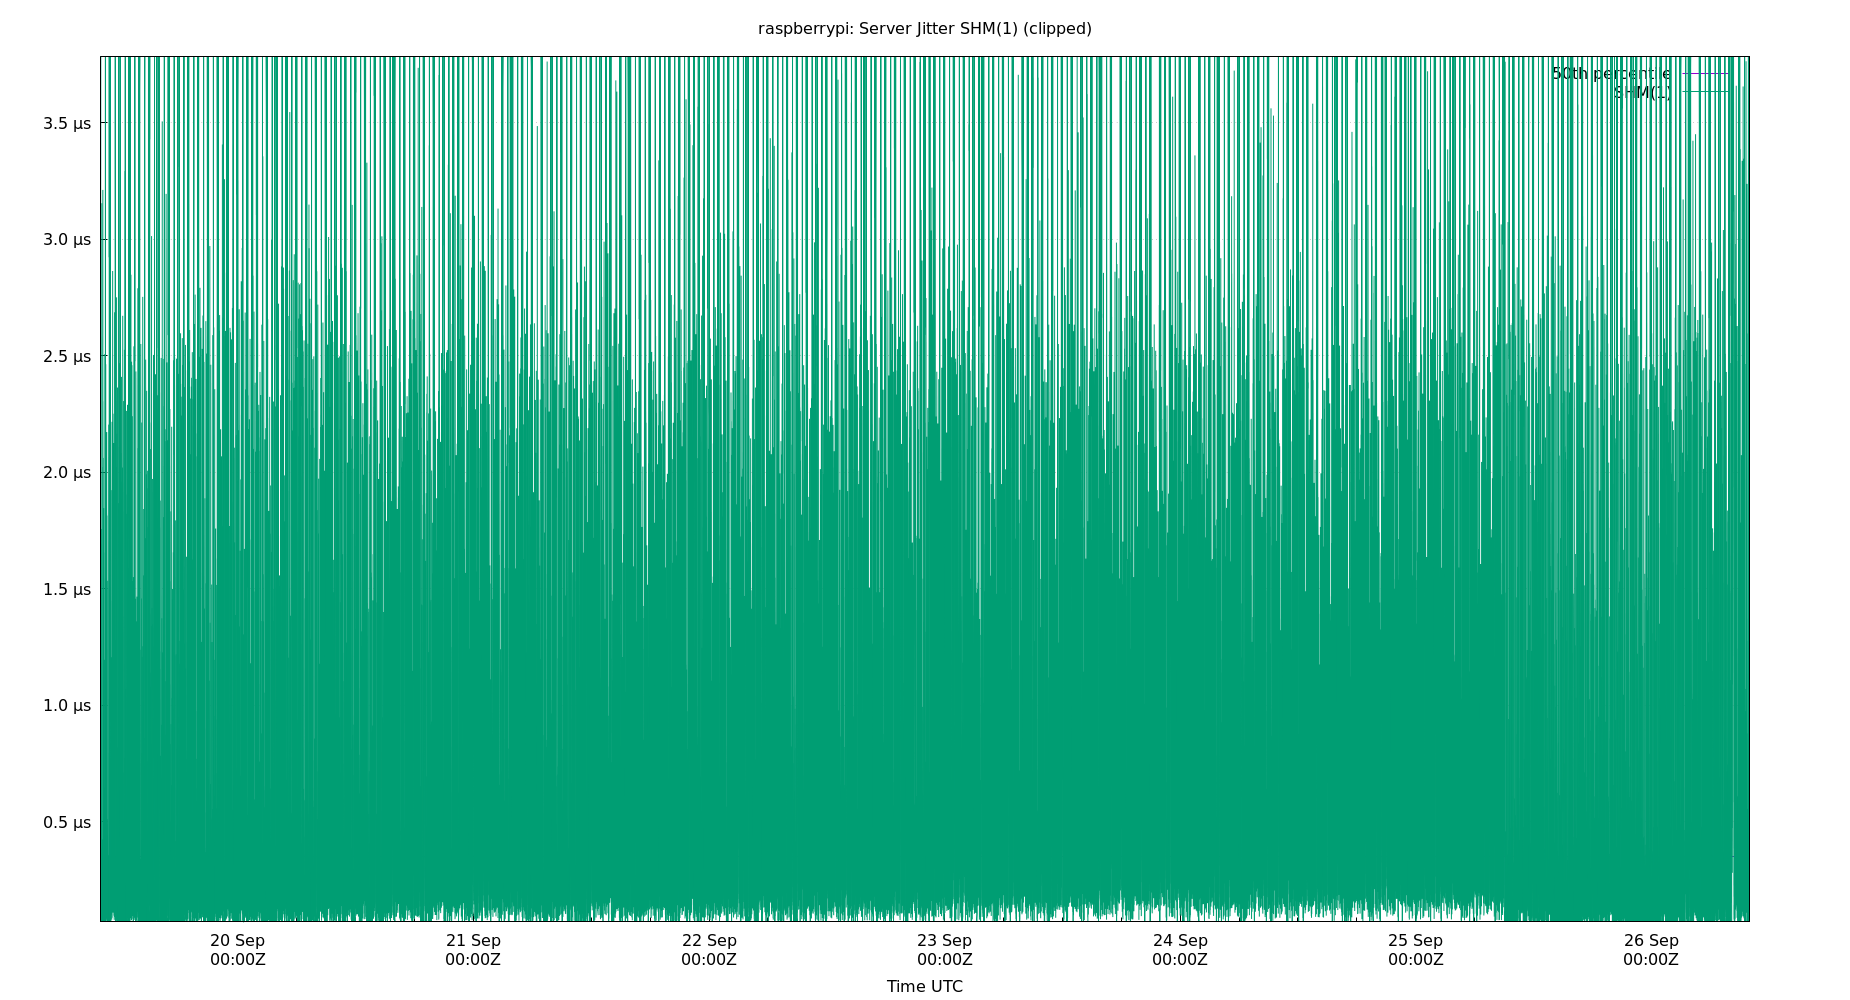 raspberrypi: Server Jitter SHM(1) (clipped)
50th percentile
SHM(1)
3.5 µs
3.0 µs
2.5 µs
2.0 µs
1.5 µs
1.0 µs
0.5 µs
20 Sep 21 Sep 22 Sep 23 Sep 24 Sep 25 Sep 26 Sep
00:00Z 00:00Z 00:00Z 00:00Z 00:00Z 00:00Z 00:00Z
Time UTC